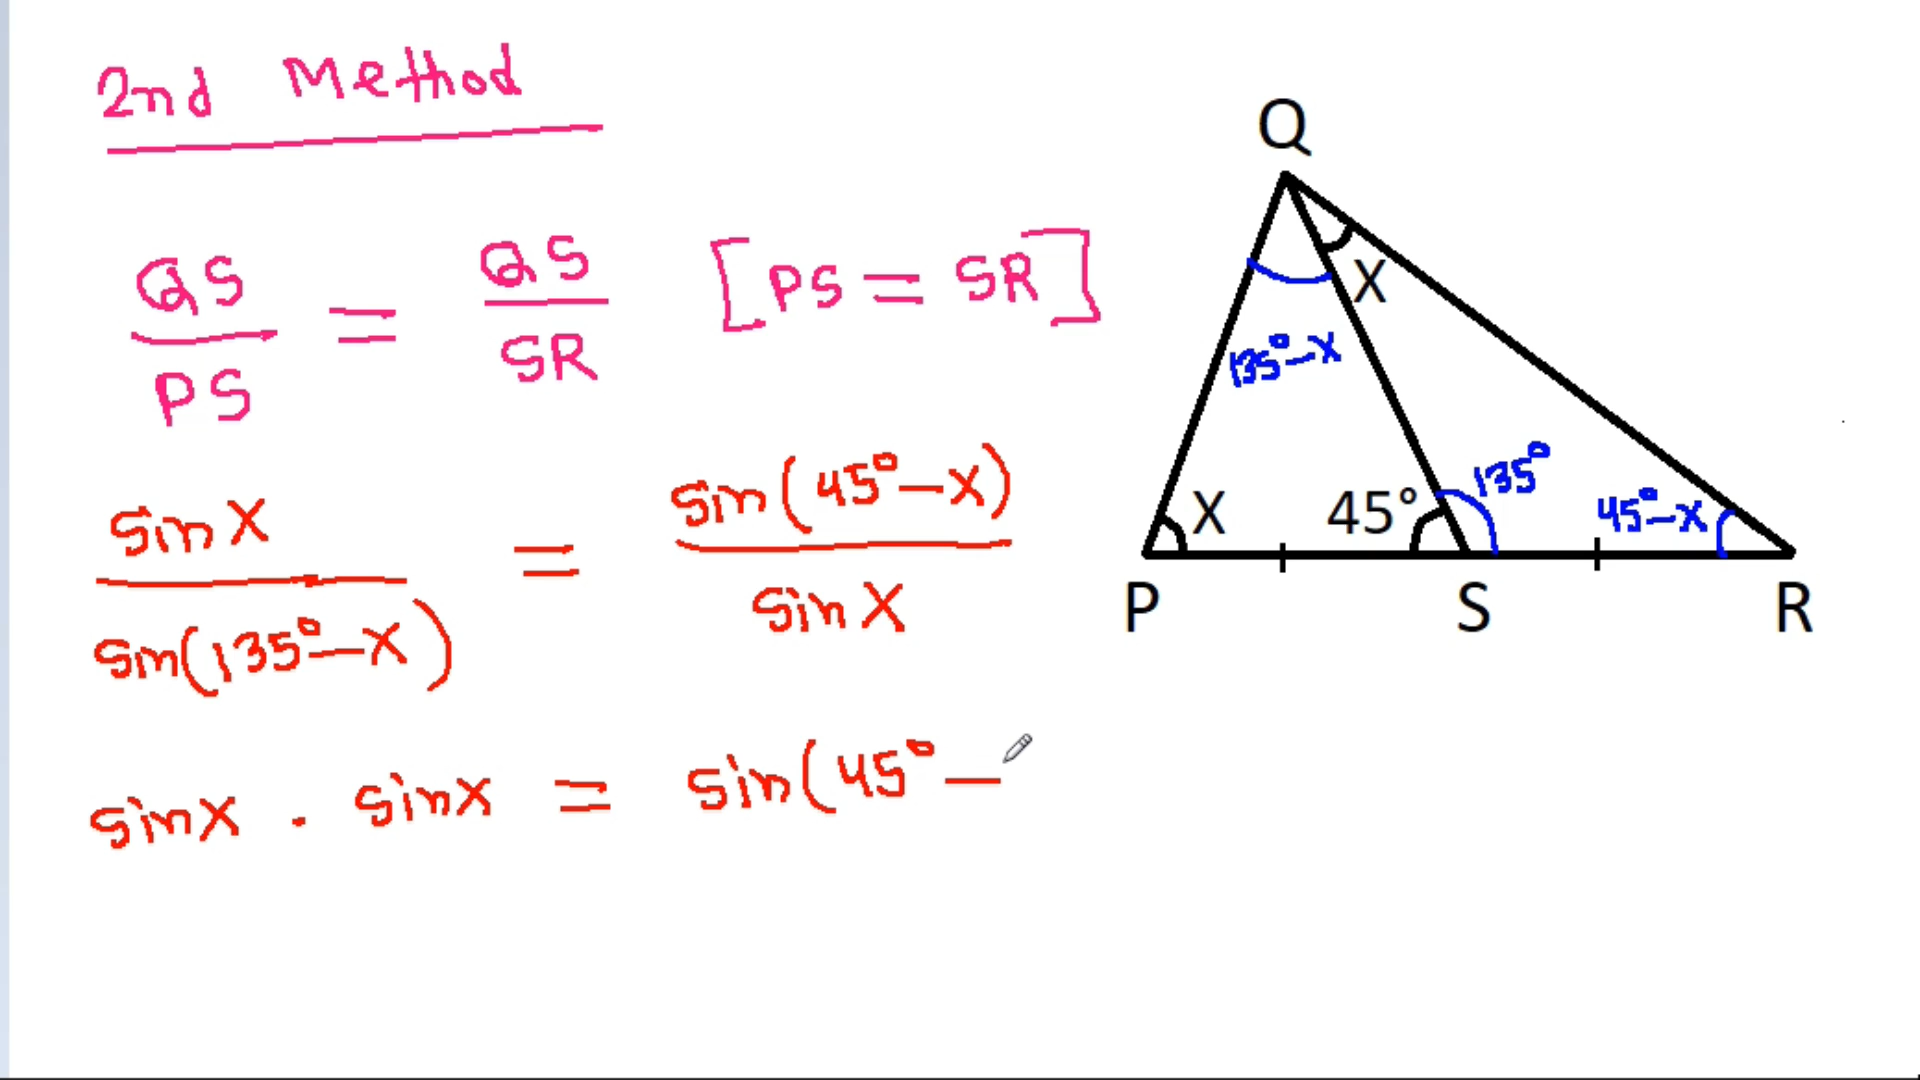 2nd Method
QS/PS = QS/SR [PS = SR]
sin X/sin(135°-X) = sin(45°-X)/sin X
sinX . sinX = sin(45°-
Q
X
135°-X
X 45° 135° 45°-X
P S R